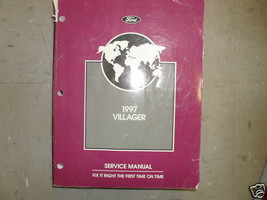 Ford
1997
VILLAGER
SERVICE MANUAL
FIX IT RIGHT THE FIRST TIME ON TIME